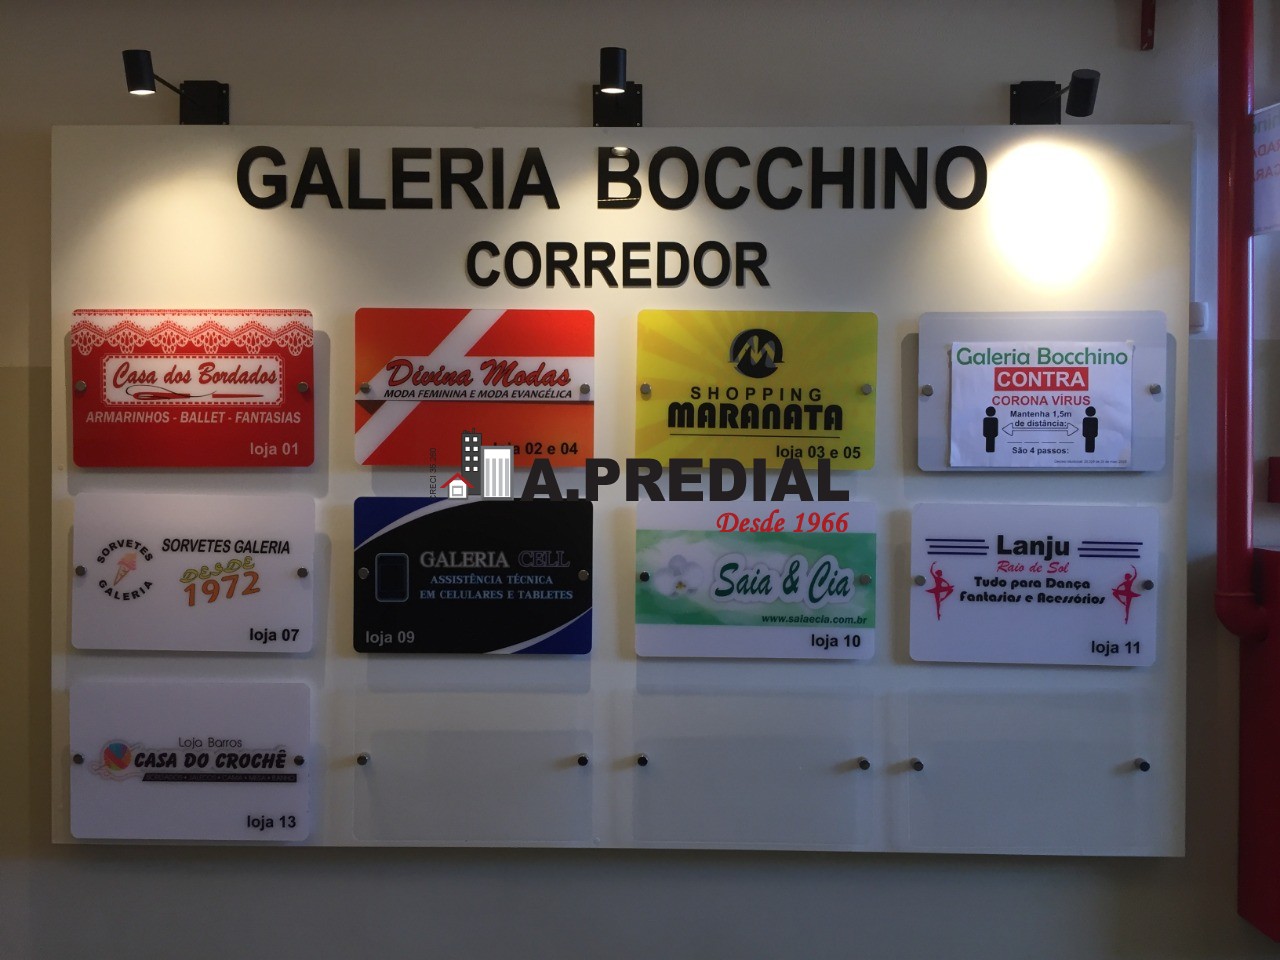 GALERIA BOCCHINO
CORREDOR
Casa dos Bordados
ARMARINHOS - BALLET - FANTASIAS
loja 01
Divina Modas
MODA FEMININA E MODA EVANGÉLICA
02 e 04
SHOPPING
MARANATA
loja 03 e 05
Galeria Bocchino
CONTRA
CORONA VÍRUS
Mantenha 1,5m
de distância:
São 4 passos:
A.PREDIAL
Desde 1966
SORVETES
GALERIA
SORVETES GALERIA
DESDE
1972
loja 07
GALERIA CELL
ASSISTÊNCIA TÉCNICA
EM CELULARES E TABLETES
loja 09
Saia & Cia
www.saiaecia.com.br
loja 10
Lanju
Raio de Sol
Tudo para Dança
Fantasias e Acessórios
loja 11
Loja Barros
CASA DO CROCHÊ
loja 13